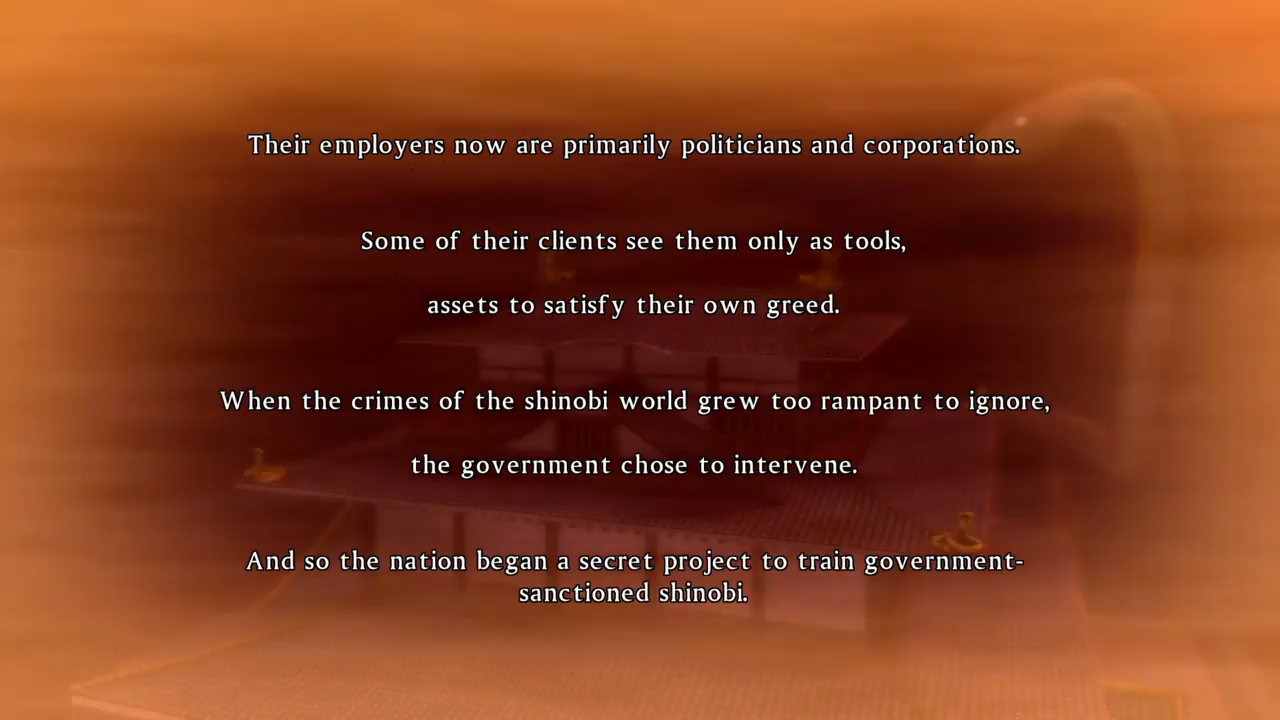 Their employers now are primarily politicians and corporations.
Some of their clients see them only as tools,
assets to satisfy their own greed.
When the crimes of the shinobi world grew too rampant to ignore,
the government chose to intervene.
And so the nation began a secret project to train government-
sanctioned shinobi.